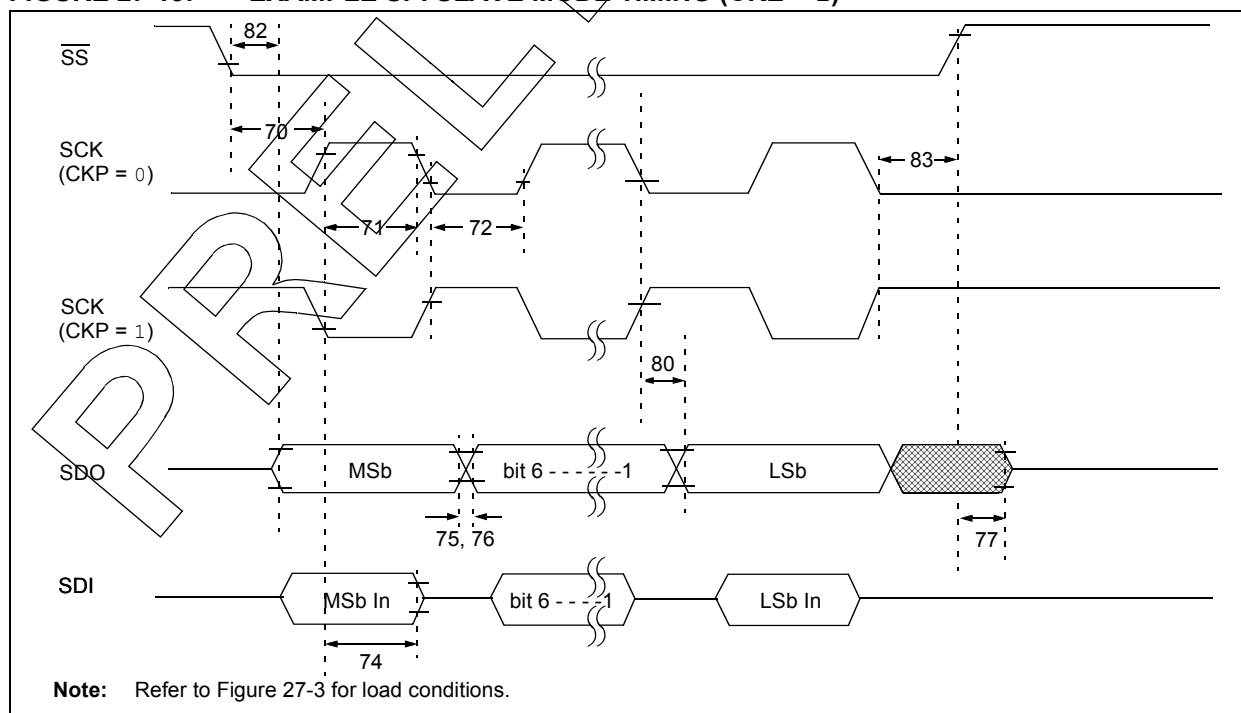 82
SS
70
SCK
(CKP = 0)
83
71
72
SCK
(CKP = 1)
80
SDO
MSb
bit 6 - - - - - -1
LSb
75, 76
77
SDI
MSb In
bit 6 - - - -1
LSb In
74
Note: Refer to Figure 27-3 for load conditions.
PREL